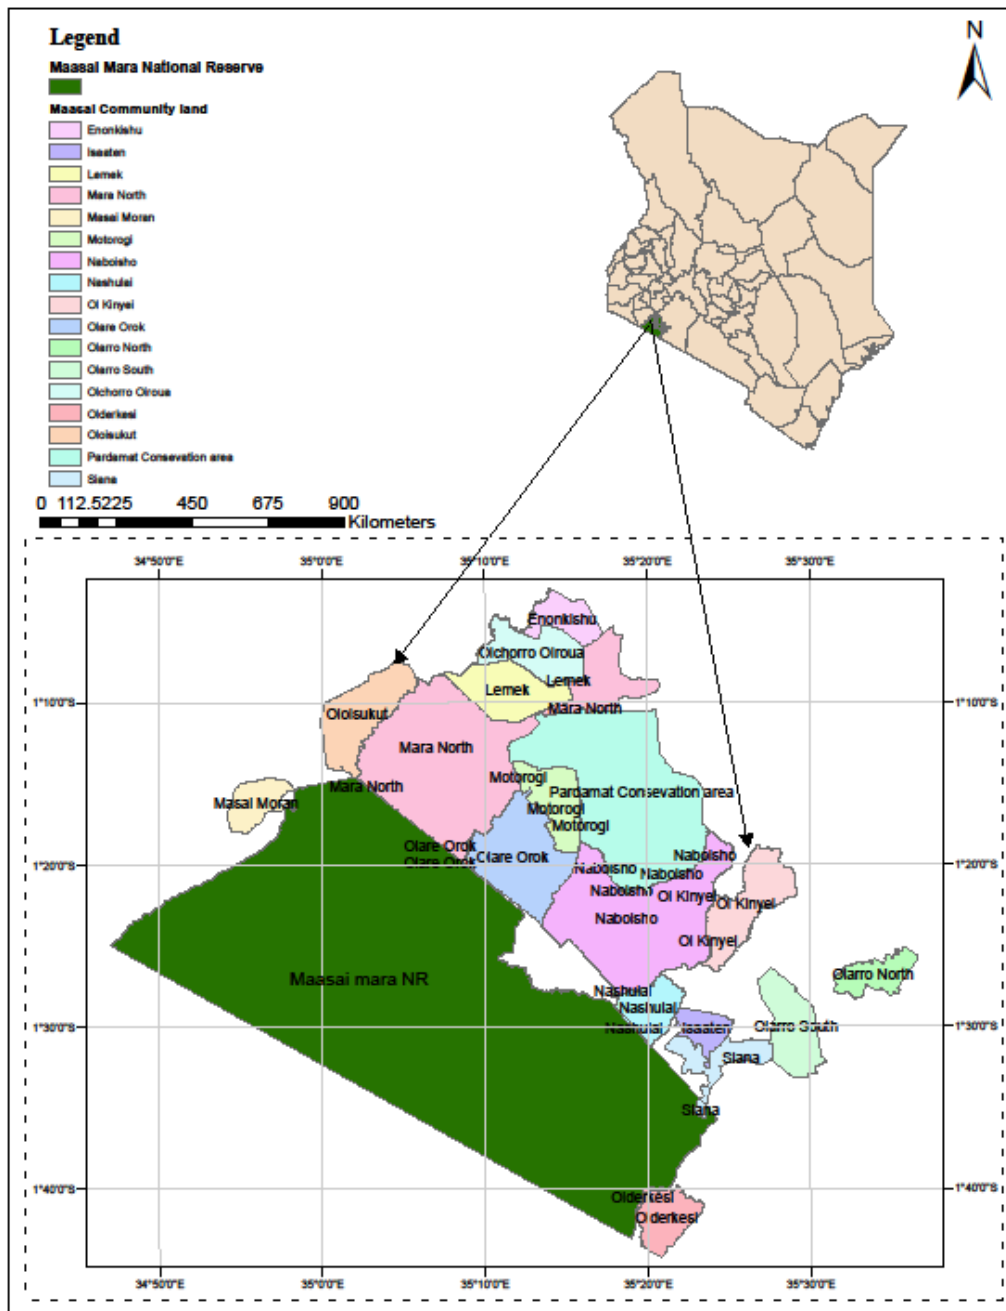 Legend
N
Maasai Mara National Reserve
Maasai Community land
Enonkishu
Isaaten
Lemek
Mara North
Masai Moran
Motorogi
Naboisho
Nashulai
Ol Kinyei
Olare Orok
Olarro North
Olarro South
Olchorro Oiroua
Olderkesi
Oloisukut
Pardamat Consevation area
Siana
0 112.5225 450 675 900
Kilometers
34°50'0"E 35°0'0"E 35°10'0"E 35°20'0"E 35°30'0"E
Enonkishu
Olchorro Oiroua
Lemek
Lemek
1°10'0"S 1°10'0"S
Mara North
Oloisukut
Mara North
Motorogi
Mara North
Pardamat Consevation area
Masai Moran
Motorogi
Motorogi
Olare Orok
Olare Orok
Naboisho
Olare Orok
1°20'0"S 1°20'0"S
Naboisho
Naboisho
Naboisho
Ol Kinyei
Ol Kinyei
Naboisho
Ol Kinyei
Olarro North
Maasai mara NR
Nashulai
Nashulai
Nashulai
Isaaten
Olarro South
1°30'0"S 1°30'0"S
Siana
Siana
1°40'0"S 1°40'0"S
Olderkesi
Olderkesi
34°50'0"E 35°0'0"E 35°10'0"E 35°20'0"E 35°30'0"E